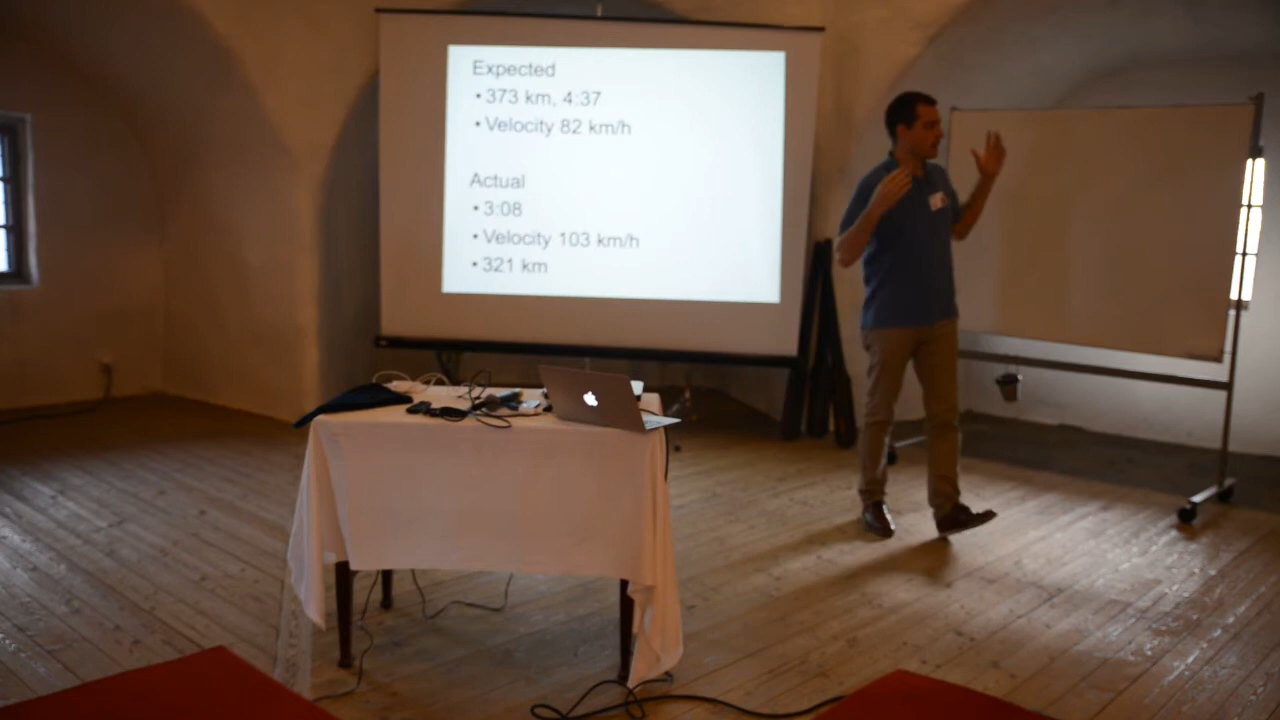 Expected
• 373 km, 4:37
• Velocity 82 km/h
Actual
• 3:08
• Velocity 103 km/h
• 321 km